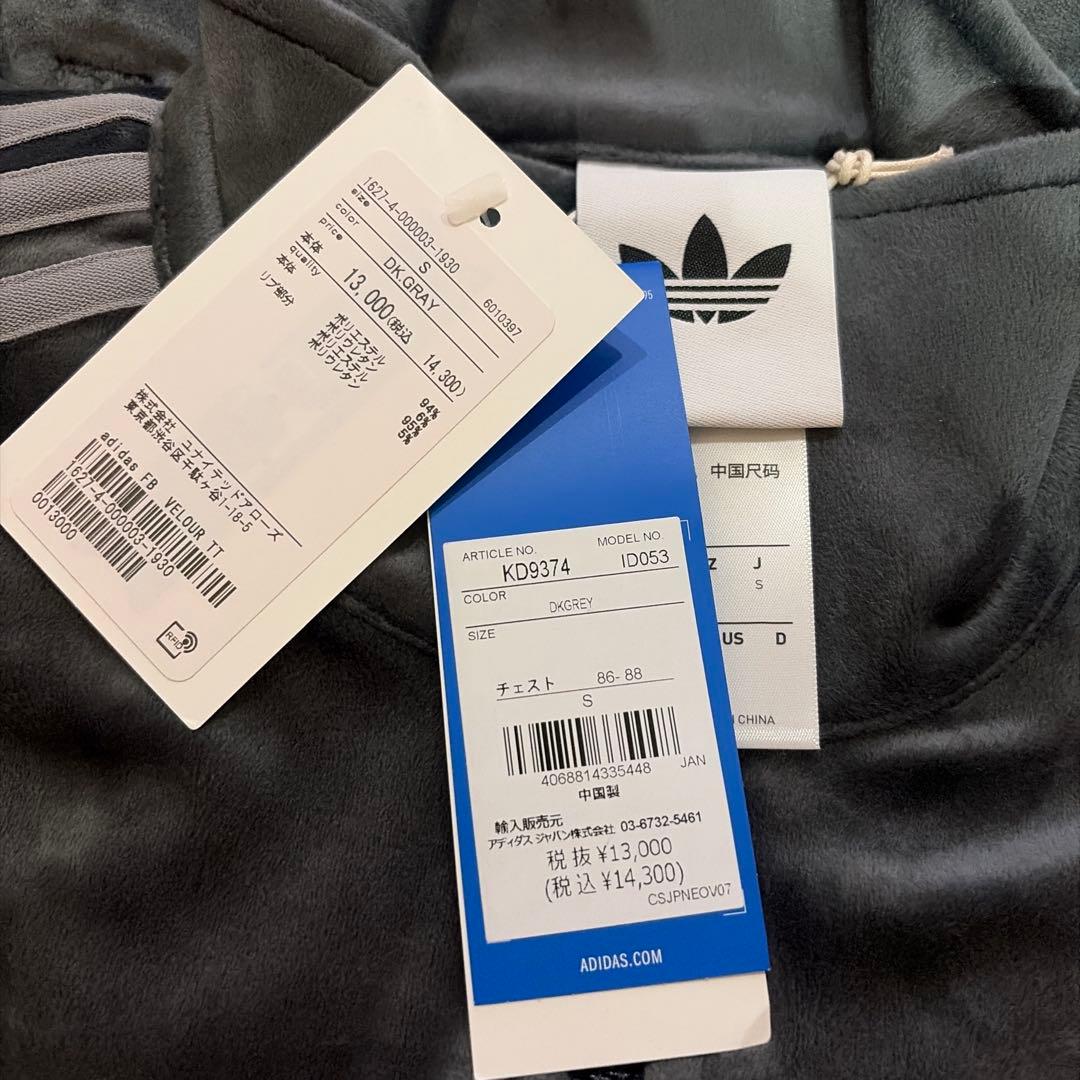 1627-4-000003-1930
size
S
6010397
color
DK.GRAY
price
本体 13,000(税込 14,300)
quality
本体
ポリエステル 94%
ポリウレタン 6%
リブ部分
ポリエステル 95%
ポリウレタン 5%
株式会社 ユナイテッドアローズ
東京都渋谷区千駄ヶ谷1-18-5
adidas FB VELOUR TT
1627-4-000003-1930
0013000
RFID
95
中国尺码
Z J
S
US D
CHINA
ARTICLE NO. MODEL NO.
KD9374 ID053
COLOR
DKGREY
SIZE
チェスト 86-88
S
4068814335448 JAN
中国製
輸入販売元
アディダス ジャパン株式会社 03-6732-5461
税抜 ¥13,000
(税込 ¥14,300)
CSJPNEOV07
ADIDAS.COM